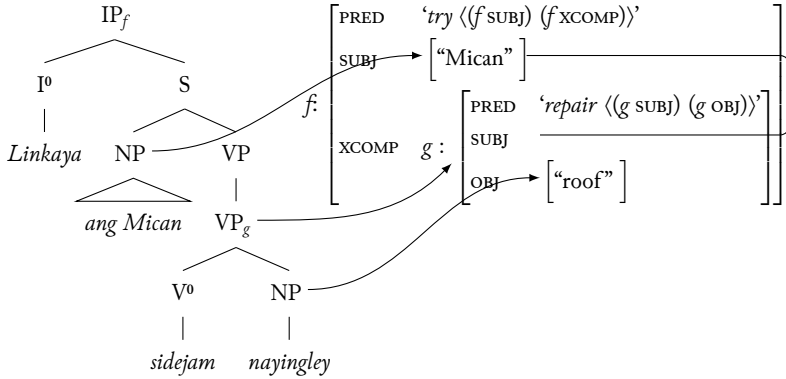 IP_f
I⁰ S
Linkaya NP VP
ang Mican VP_g
V⁰ NP
sidejam nayingley
f:
PRED ‘try ⟨(f SUBJ) (f XCOMP)⟩’
SUBJ [“Mican”]
XCOMP g :
PRED ‘repair ⟨(g SUBJ) (g OBJ)⟩’
SUBJ
OBJ [“roof”]